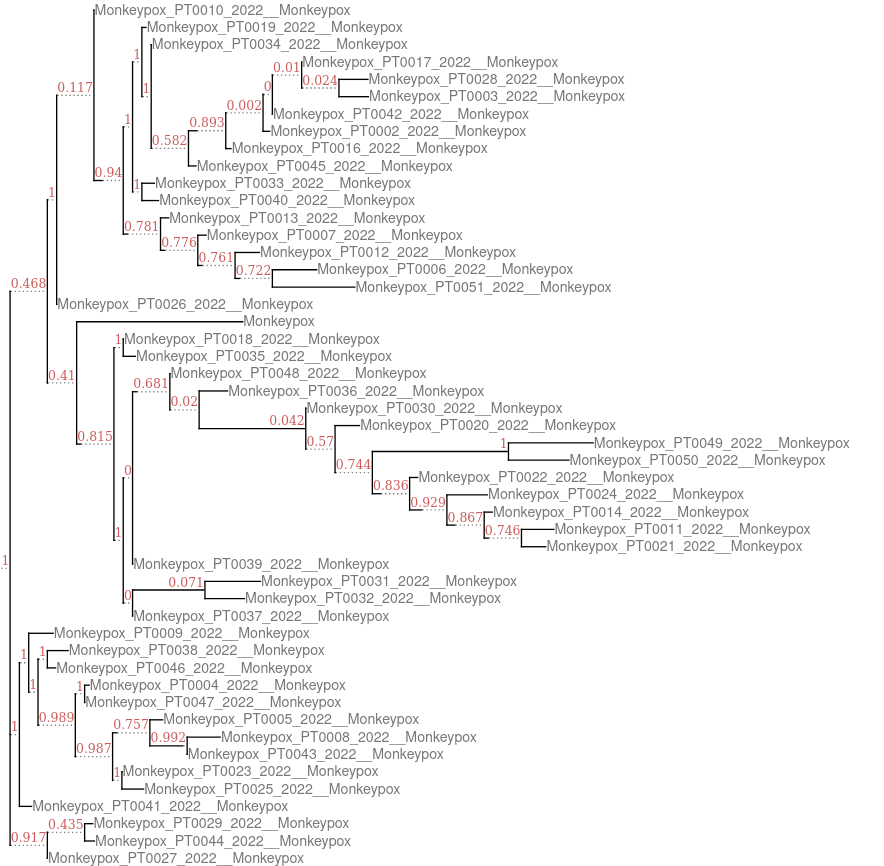 Monkeypox_PT0010_2022__Monkeypox
Monkeypox_PT0019_2022__Monkeypox
1
Monkeypox_PT0034_2022__Monkeypox
Monkeypox_PT0017_2022__Monkeypox
0.01
0.024
Monkeypox_PT0028_2022__Monkeypox
0.117
1
0
Monkeypox_PT0003_2022__Monkeypox
0.002
Monkeypox_PT0042_2022__Monkeypox
1
0.893
Monkeypox_PT0002_2022__Monkeypox
0.582
Monkeypox_PT0016_2022__Monkeypox
Monkeypox_PT0045_2022__Monkeypox
0.94
1
Monkeypox_PT0033_2022__Monkeypox
1
Monkeypox_PT0040_2022__Monkeypox
Monkeypox_PT0013_2022__Monkeypox
0.781
Monkeypox_PT0007_2022__Monkeypox
0.776
Monkeypox_PT0012_2022__Monkeypox
0.761
0.722
Monkeypox_PT0006_2022__Monkeypox
0.468
Monkeypox_PT0051_2022__Monkeypox
Monkeypox_PT0026_2022__Monkeypox
Monkeypox
1
Monkeypox_PT0018_2022__Monkeypox
Monkeypox_PT0035_2022__Monkeypox
0.41
Monkeypox_PT0048_2022__Monkeypox
0.681
Monkeypox_PT0036_2022__Monkeypox
0.02
Monkeypox_PT0030_2022__Monkeypox
0.042
Monkeypox_PT0020_2022__Monkeypox
0.815
0.57
1
Monkeypox_PT0049_2022__Monkeypox
0.744
Monkeypox_PT0050_2022__Monkeypox
0
Monkeypox_PT0022_2022__Monkeypox
0.836
Monkeypox_PT0024_2022__Monkeypox
0.929
Monkeypox_PT0014_2022__Monkeypox
0.867
1
0.746
Monkeypox_PT0011_2022__Monkeypox
Monkeypox_PT0021_2022__Monkeypox
1
Monkeypox_PT0039_2022__Monkeypox
0.071
Monkeypox_PT0031_2022__Monkeypox
0
Monkeypox_PT0032_2022__Monkeypox
Monkeypox_PT0037_2022__Monkeypox
Monkeypox_PT0009_2022__Monkeypox
1
1
Monkeypox_PT0038_2022__Monkeypox
Monkeypox_PT0046_2022__Monkeypox
1
1
Monkeypox_PT0004_2022__Monkeypox
Monkeypox_PT0047_2022__Monkeypox
0.989
Monkeypox_PT0005_2022__Monkeypox
1
0.757
0.992
Monkeypox_PT0008_2022__Monkeypox
0.987
Monkeypox_PT0043_2022__Monkeypox
1
Monkeypox_PT0023_2022__Monkeypox
Monkeypox_PT0025_2022__Monkeypox
Monkeypox_PT0041_2022__Monkeypox
0.435
Monkeypox_PT0029_2022__Monkeypox
0.917
Monkeypox_PT0044_2022__Monkeypox
Monkeypox_PT0027_2022__Monkeypox